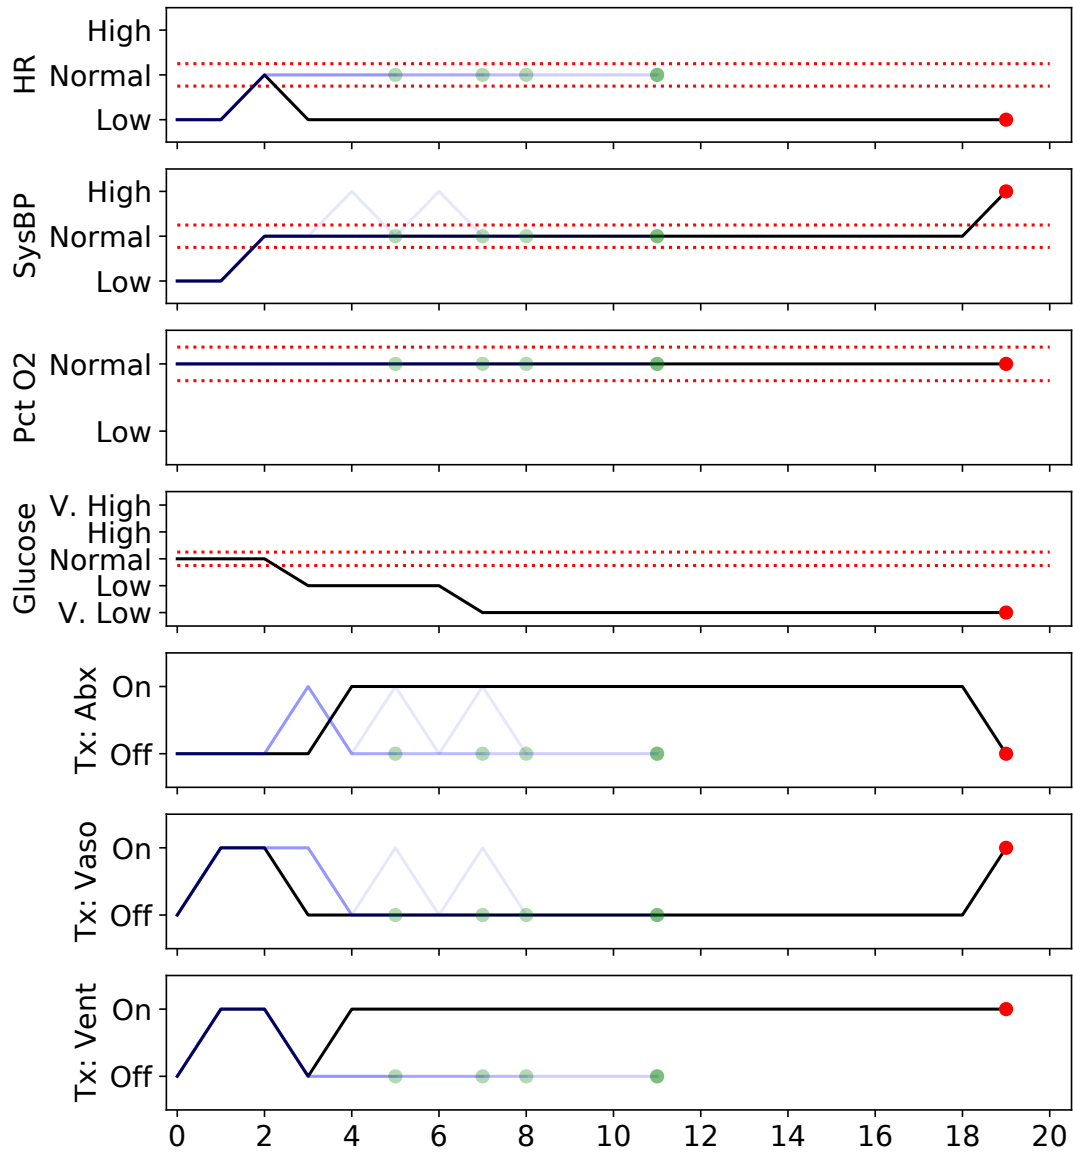 HR
High
Normal
Low
SysBP
High
Normal
Low
Pct O2
Normal
Low
Glucose
V. High
High
Normal
Low
V. Low
Tx: Abx
On
Off
Tx: Vaso
On
Off
Tx: Vent
On
Off
0 2 4 6 8 10 12 14 16 18 20